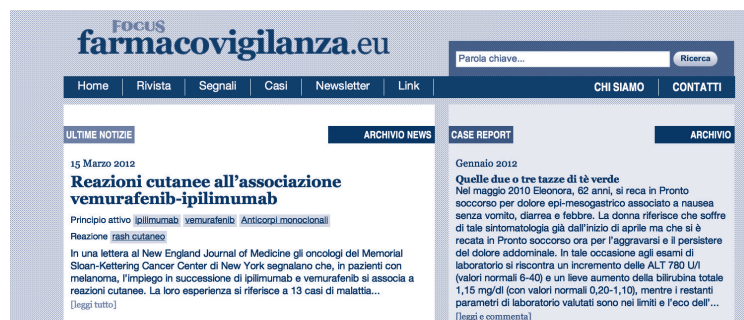 FOCUS
farmacovigilanza.eu
Parola chiave...
Ricerca
Home
Rivista
Segnali
Casi
Newsletter
Link
CHI SIAMO
CONTATTI
ULTIME NOTIZIE
ARCHIVIO NEWS
15 Marzo 2012
Reazioni cutanee all'associazione
vemurafenib-ipilimumab
Principio attivo ipilimumab vemurafenib Anticorpi monocionali
Reazione rash cutaneo
In una lettera al New England Journal of Medicine gli oncologi del Memorial
Sloan-Kettering Cancer Center di New York segnalano che, in pazienti con
melanoma, l'impiego in successione di ipilimumab e vemurafenib si associa a
reazioni cutanee. La loro esperienza si riferisce a 13 casi di malattia...
[leggi tutto]
CASE REPORT
ARCHIVIO
Gennaio 2012
Quelle due o tre tazze di tè verde
Nel maggio 2010 Eleonora, 62 anni, si reca in Pronto
soccorso per dolore epi-mesogastrico associato a nausea
senza vomito, diarrea e febbre. La donna riferisce che soffre
di tale sintomatologia già dall'inizio di aprile ma che si è
recata in Pronto soccorso ora per l'aggravarsi e il persistere
del dolore addominale. In tale occasione agli esami di
laboratorio si riscontra un incremento delle ALT 780 U/l
(valori normali 6-40) e un lieve aumento della bilirubina totale
1,15 mg/dl (con valori normali 0,20-1,10), mentre i restanti
parametri di laboratorio valutati sono nei limiti e l'eco dell'...
[leggi e commenta]